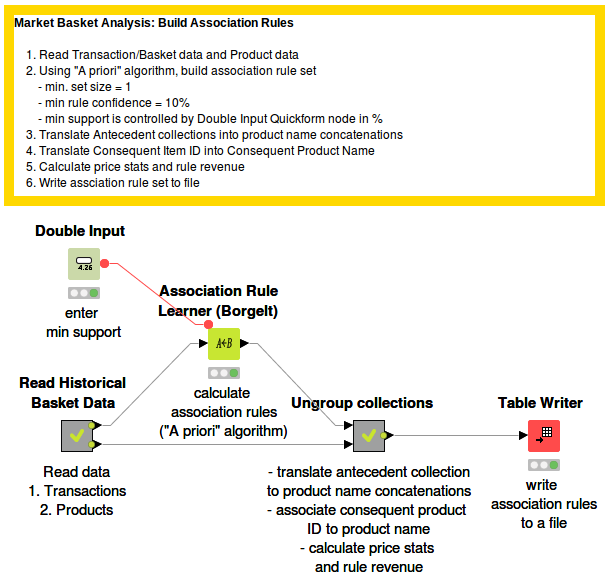 Market Basket Analysis: Build Association Rules
1. Read Transaction/Basket data and Product data
2. Using "A priori" algorithm, build association rule set
- min. set size = 1
- min rule confidence = 10%
- min support is controlled by Double Input Quickform node in %
3. Translate Antecedent collections into product name concatenations
4. Translate Consequent Item ID into Consequent Product Name
5. Calculate price stats and rule revenue
6. Write assciation rule set to file
Double Input
4.26
enter
min support
Association Rule
Learner (Borgelt)
A+B
calculate
association rules
("A priori" algorithm)
Read Historical
Basket Data
Read data
1. Transactions
2. Products
Ungroup collections
- translate antecedent collection
to product name concatenations
- associate consequent product
ID to product name
- calculate price stats
and rule revenue
Table Writer
write
association rules
to a file